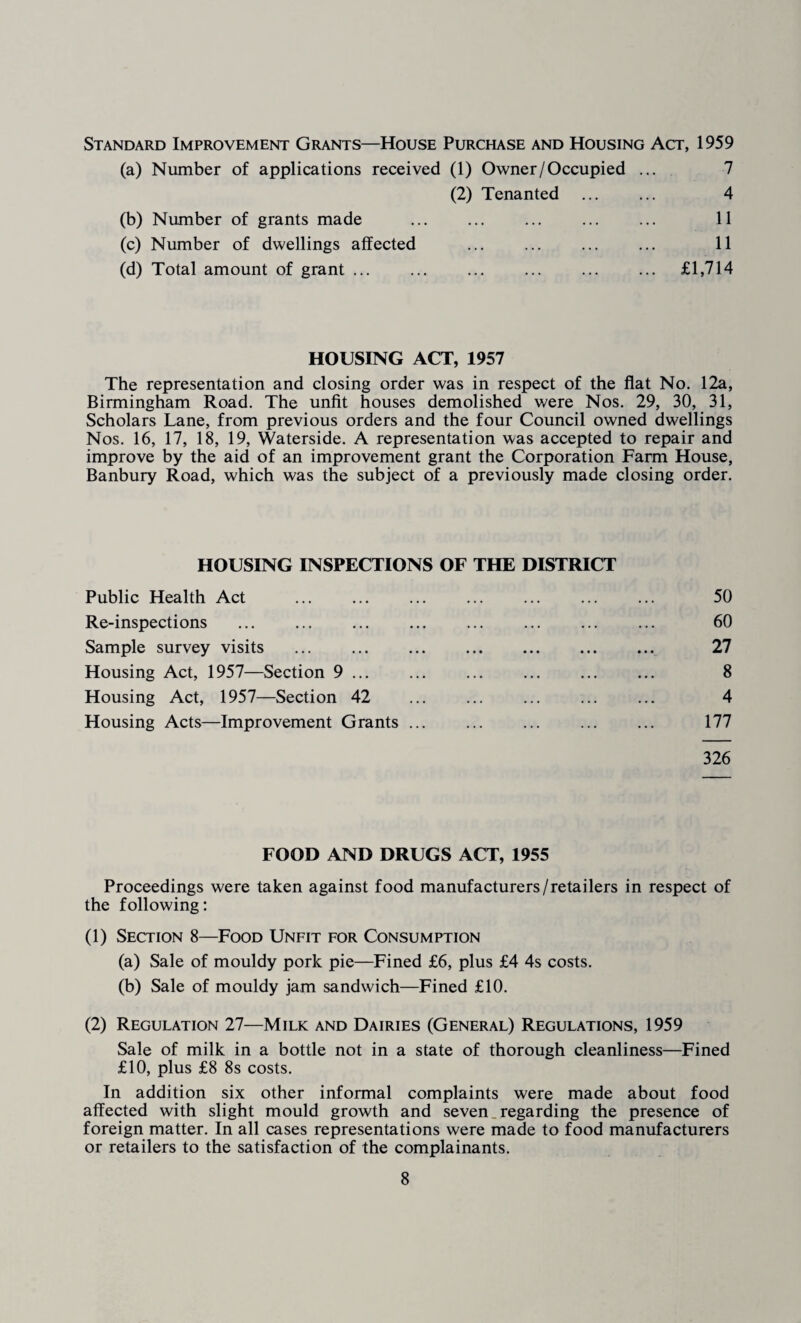 Standard Improvement Grants—House Purchase and Housing Act, 1959
(a) Number of applications received (1) Owner/Occupied ... 7
(2) Tenanted ... ... 4
(b) Number of grants made ... ... ... ... ... 11
(c) Number of dwellings affected ... ... ... ... 11
(d) Total amount of grant ... ... ... ... ... ... £1,714
HOUSING ACT, 1957
The representation and closing order was in respect of the flat No. 12a,
Birmingham Road. The unfit houses demolished were Nos. 29, 30, 31,
Scholars Lane, from previous orders and the four Council owned dwellings
Nos. 16, 17, 18, 19, Waterside. A representation was accepted to repair and
improve by the aid of an improvement grant the Corporation Farm House,
Banbury Road, which was the subject of a previously made closing order.
HOUSING INSPECTIONS OF THE DISTRICT
Public Health Act ... ... ... ... ... ... ... 50
Re-inspections ... ... ... ... ... ... ... ... 60
Sample survey visits ... ... ... ... ... ... ... 27
Housing Act, 1957—Section 9 ... ... ... ... ... ... 8
Housing Act, 1957—Section 42 ... ... ... ... ... 4
Housing Acts—Improvement Grants ... ... ... ... ... 177
326
FOOD AND DRUGS ACT, 1955
Proceedings were taken against food manufacturers/retailers in respect of
the following:
(1) Section 8—Food Unfit for Consumption
(a) Sale of mouldy pork pie—Fined £6, plus £4 4s costs.
(b) Sale of mouldy jam sandwich—Fined £10.
(2) Regulation 27—Milk and Dairies (General) Regulations, 1959
Sale of milk in a bottle not in a state of thorough cleanliness—Fined
£10, plus £8 8s costs.
In addition six other informal complaints were made about food
affected with slight mould growth and seven regarding the presence of
foreign matter. In all cases representations were made to food manufacturers
or retailers to the satisfaction of the complainants.
8